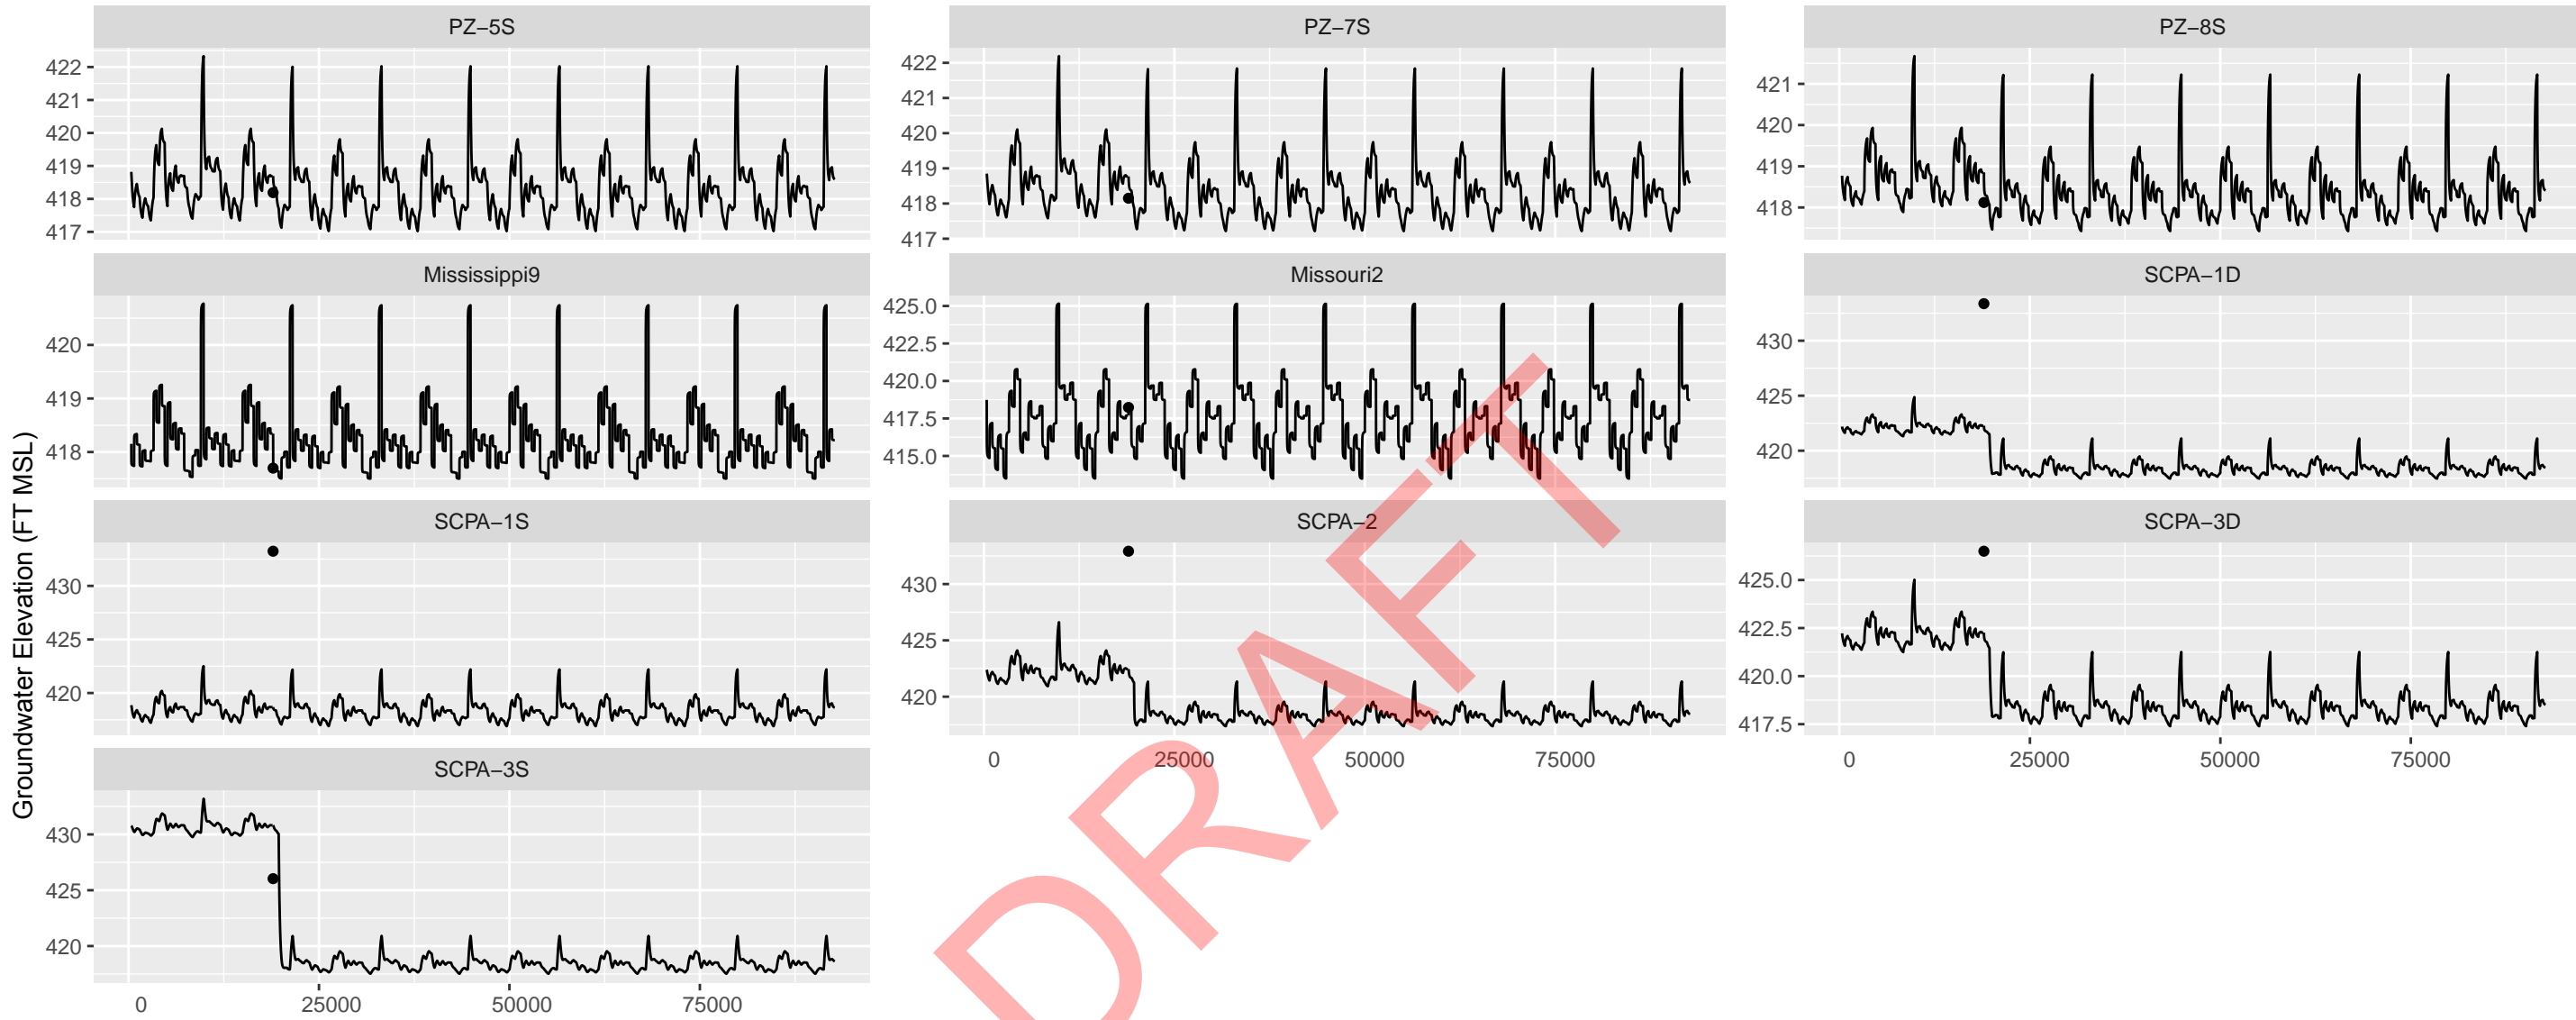 PZ−5S
PZ−7S
PZ−8S
422
421
420
419
418
417
422
421
420
419
418
417
421
420
419
418
Mississippi9
Missouri2
SCPA−1D
420
419
418
425.0
422.5
420.0
417.5
415.0
430
425
420
SCPA−1S
SCPA−2
SCPA−3D
430
425
420
430
425
420
425.0
422.5
420.0
417.5
0 25000 50000 75000
0 25000 50000 75000
SCPA−3S
430
425
420
0 25000 50000 75000
Groundwater Elevation (FT MSL)
DRAFT